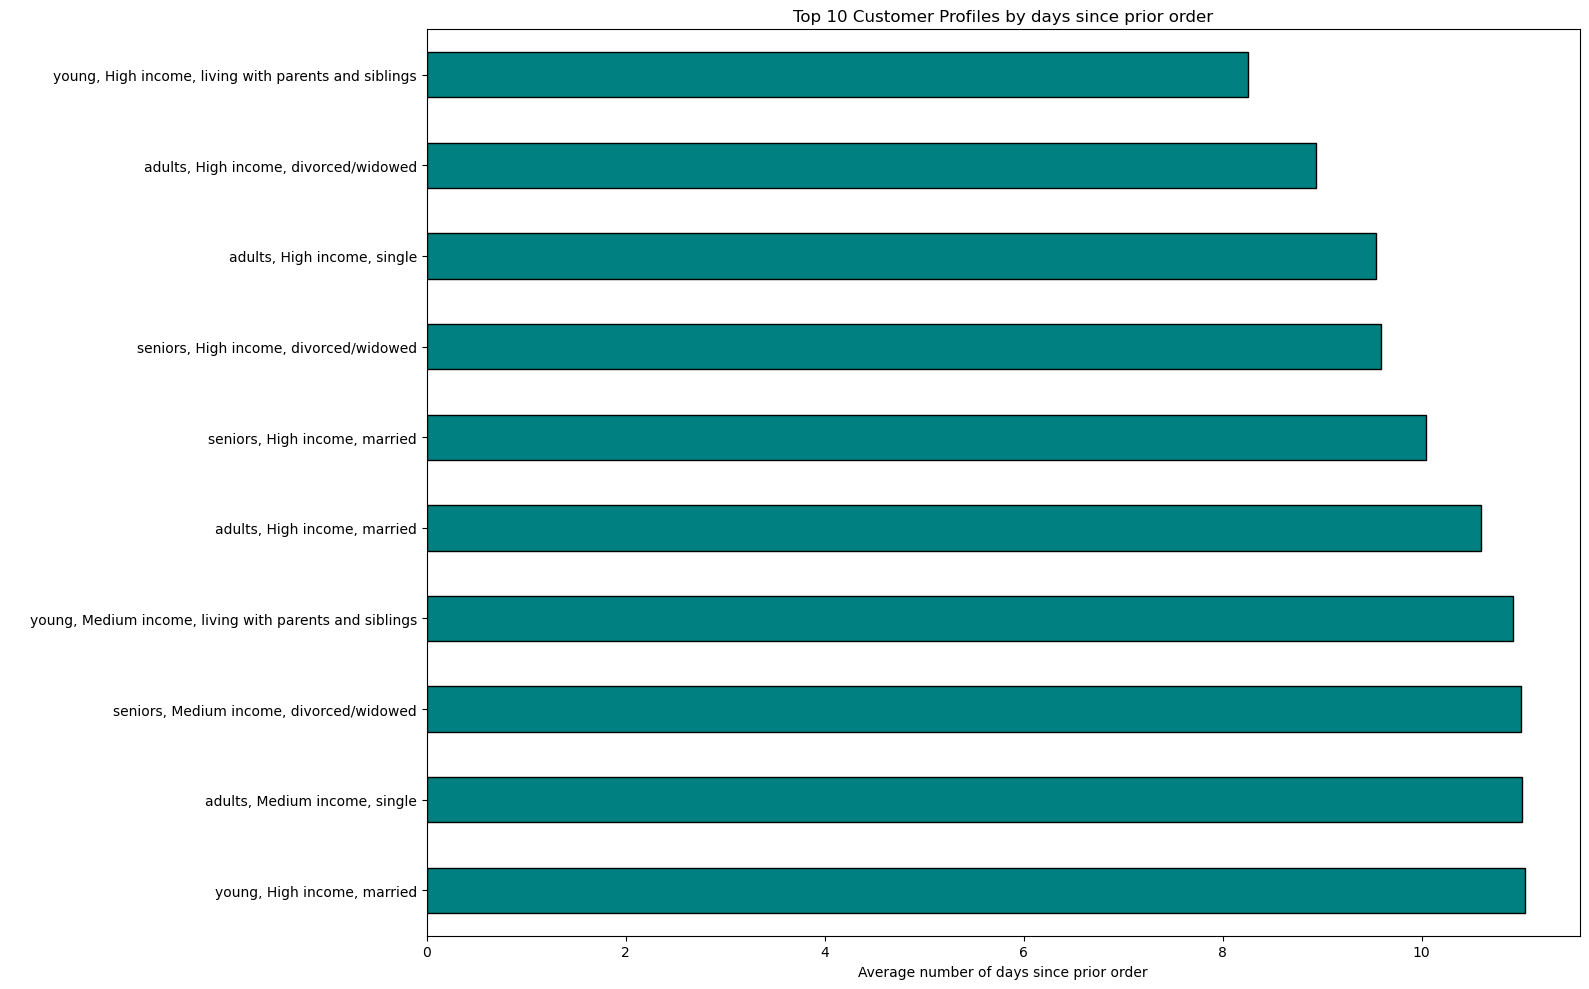 Top 10 Customer Profiles by days since prior order
young, High income, living with parents and siblings
adults, High income, divorced/widowed
adults, High income, single
seniors, High income, divorced/widowed
seniors, High income, married
adults, High income, married
young, Medium income, living with parents and siblings
seniors, Medium income, divorced/widowed
adults, Medium income, single
young, High income, married
0 2 4 6 8 10
Average number of days since prior order